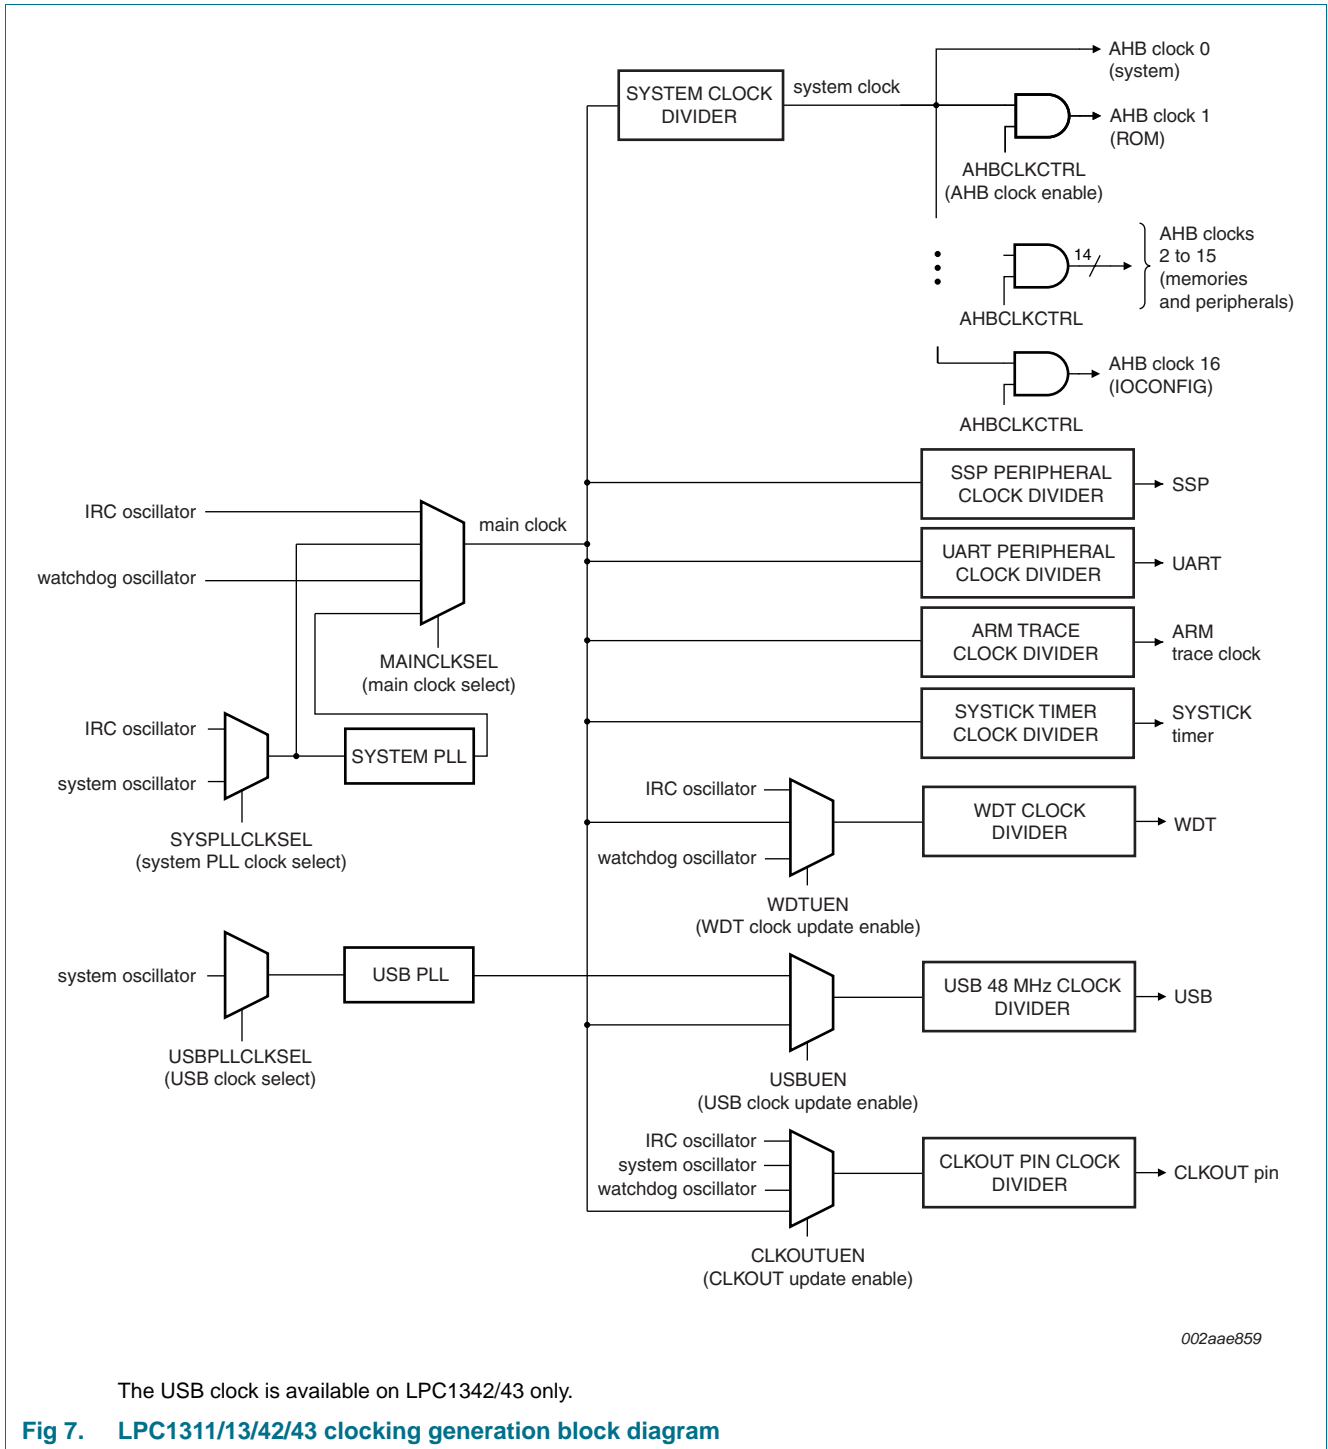 AHB clock 0
(system)
SYSTEM CLOCK
DIVIDER
system clock
AHB clock 1
(ROM)
AHBCLKCTRL
(AHB clock enable)
14
AHB clocks
2 to 15
(memories
and peripherals)
AHBCLKCTRL
AHB clock 16
(IOCONFIG)
AHBCLKCTRL
SSP PERIPHERAL
CLOCK DIVIDER
SSP
IRC oscillator
main clock
watchdog oscillator
UART PERIPHERAL
CLOCK DIVIDER
UART
MAINCLKSEL
(main clock select)
ARM TRACE
CLOCK DIVIDER
ARM
trace clock
IRC oscillator
system oscillator
SYSTEM PLL
SYSPLLCLKSEL
(system PLL clock select)
SYSTICK TIMER
CLOCK DIVIDER
SYSTICK
timer
IRC oscillator
watchdog oscillator
WDT CLOCK
DIVIDER
WDT
WDTUEN
(WDT clock update enable)
system oscillator
USB PLL
USBPLLCLKSEL
(USB clock select)
USB 48 MHz CLOCK
DIVIDER
USB
USBUEN
(USB clock update enable)
IRC oscillator
system oscillator
watchdog oscillator
CLKOUT PIN CLOCK
DIVIDER
CLKOUT pin
CLKOUTUEN
(CLKOUT update enable)
002aae859
The USB clock is available on LPC1342/43 only.
Fig 7. LPC1311/13/42/43 clocking generation block diagram